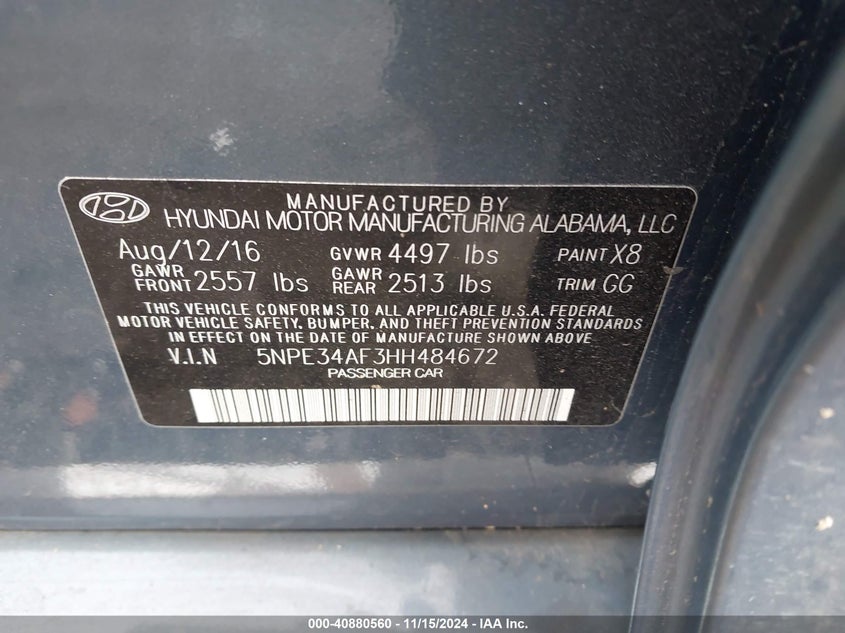 MANUFACTURED BY
HYUNDAI MOTOR MANUFACTURING ALABAMA, LLC
Aug/12/16 GVWR 4497 lbs PAINT X8
GAWR FRONT 2557 lbs GAWR REAR 2513 lbs TRIM GG
THIS VEHICLE CONFORMS TO ALL APPLICABLE U.S.A. FEDERAL
MOTOR VEHICLE SAFETY, BUMPER, AND THEFT PREVENTION STANDARDS
IN EFFECT ON THE DATE OF MANUFACTURE SHOWN ABOVE
V.I.N 5NPE34AF3HH484672
PASSENGER CAR
000-40880560 - 11/15/2024 - IAA Inc.